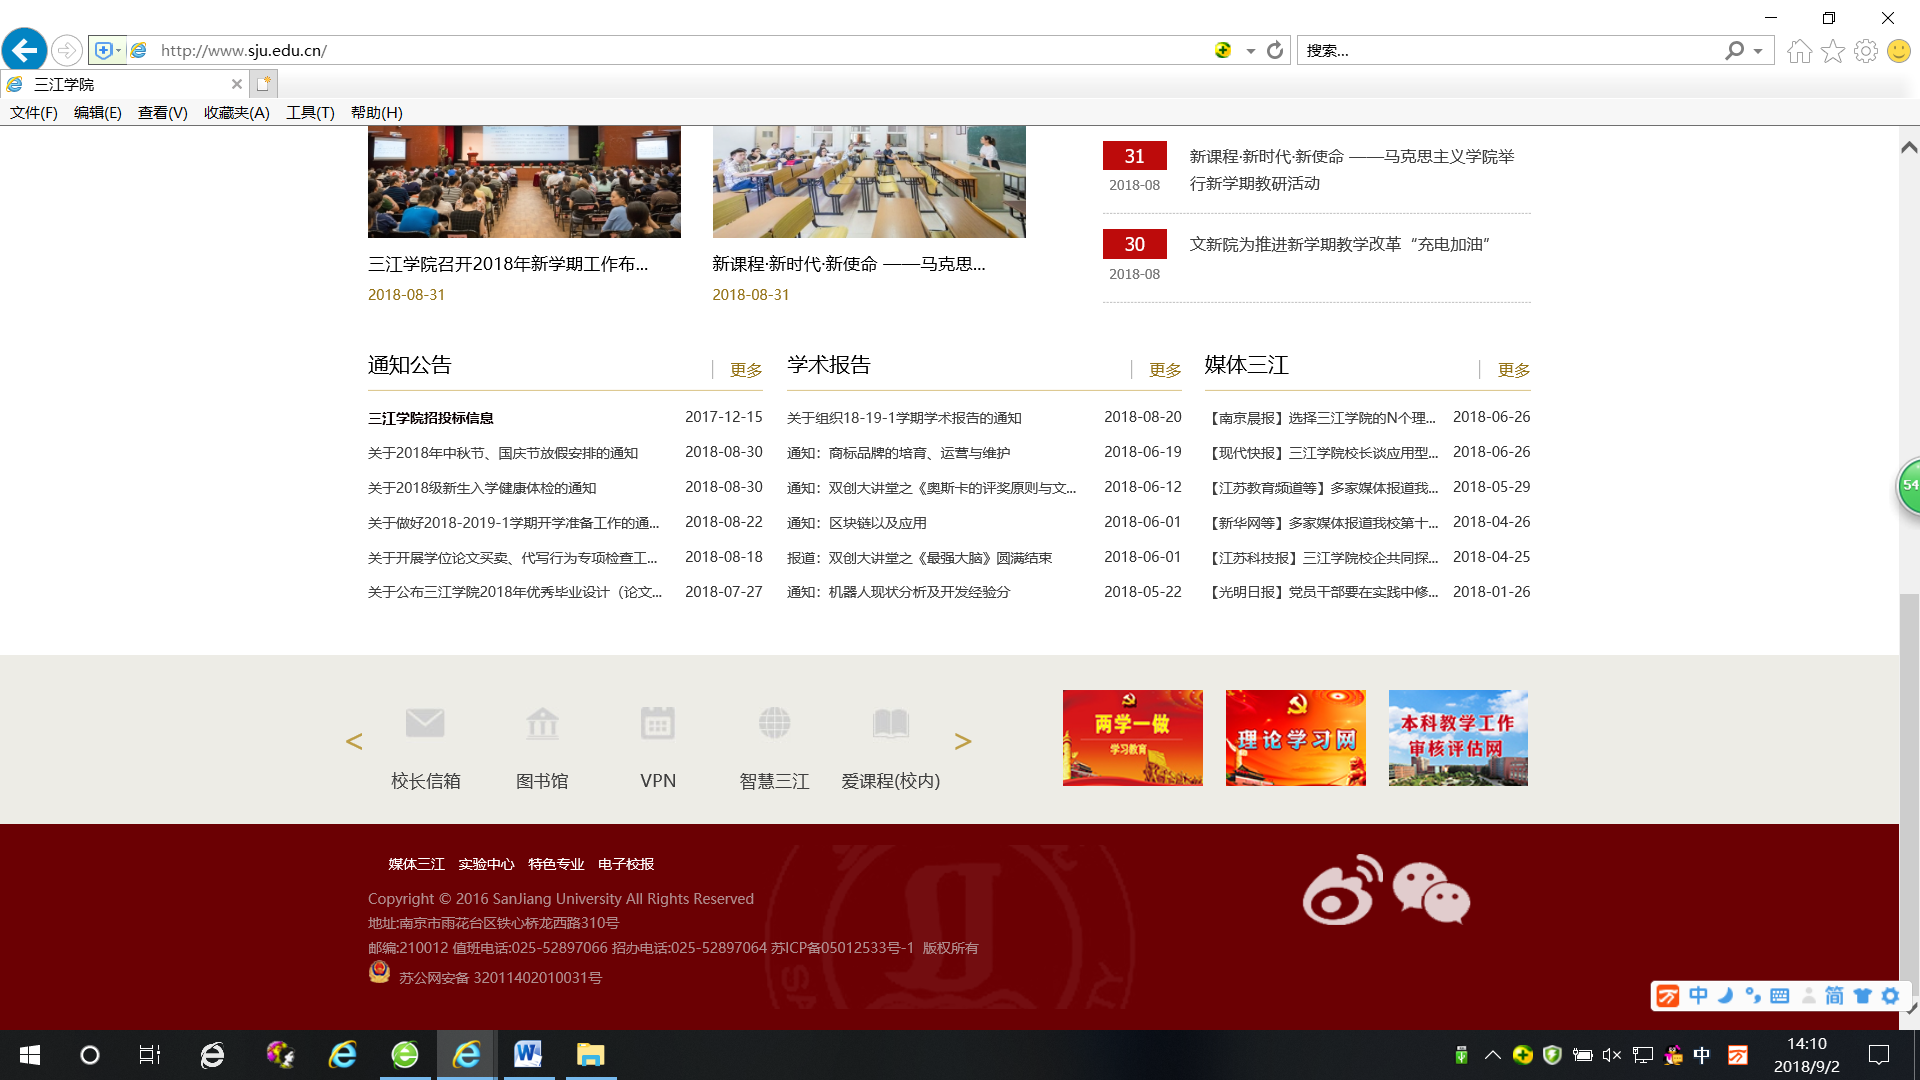 http://www.sju.edu.cn/
搜索...
三江学院
文件(F) 编辑(E) 查看(V) 收藏夹(A) 工具(T) 帮助(H)
三江学院召开2018年新学期工作布...
2018-08-31
新课程·新时代·新使命 ——马克思...
2018-08-31
31
2018-08
新课程·新时代·新使命 ——马克思主义学院举
行新学期教研活动
30
2018-08
文新院为推进新学期教学改革“充电加油”
通知公告 更多
三江学院招投标信息 2017-12-15
关于2018年中秋节、国庆节放假安排的通知 2018-08-30
关于2018级新生入学健康体检的通知 2018-08-30
关于做好2018-2019-1学期开学准备工作的通... 2018-08-22
关于开展学位论文买卖、代写行为专项检查工... 2018-08-18
关于公布三江学院2018年优秀毕业设计（论文... 2018-07-27
学术报告 更多
关于组织18-19-1学期学术报告的通知 2018-08-20
通知：商标品牌的培育、运营与维护 2018-06-19
通知：双创大讲堂之《奥斯卡的评奖原则与文... 2018-06-12
通知：区块链以及应用 2018-06-01
报道：双创大讲堂之《最强大脑》圆满结束 2018-06-01
通知：机器人现状分析及开发经验分 2018-05-22
媒体三江 更多
【南京晨报】选择三江学院的N个理... 2018-06-26
【现代快报】三江学院校长谈应用型... 2018-06-26
【江苏教育频道等】多家媒体报道我... 2018-05-29
【新华网等】多家媒体报道我校第十... 2018-04-26
【江苏科技报】三江学院校企共同探... 2018-04-25
【光明日报】党员干部要在实践中修... 2018-01-26
54
< 校长信箱 图书馆 VPN 智慧三江 爱课程(校内) >
两学一做
学习教育
理论学习网
本科教学工作
审核评估网
媒体三江 实验中心 特色专业 电子校报
Copyright © 2016 SanJiang University All Rights Reserved
地址:南京市雨花台区铁心桥龙西路310号
邮编:210012 值班电话:025-52897066 招办电话:025-52897064 苏ICP备05012533号-1 版权所有
苏公网安备 32011402010031号
中 简
中
14:10
2018/9/2